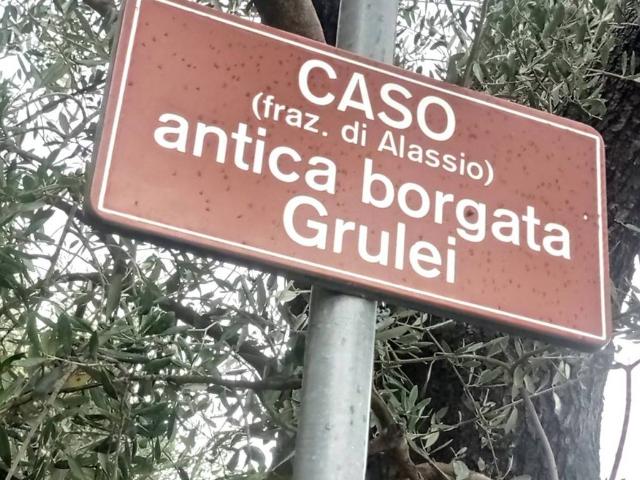 CASO
(fraz. di Alassio)
antica borgata
Grulei